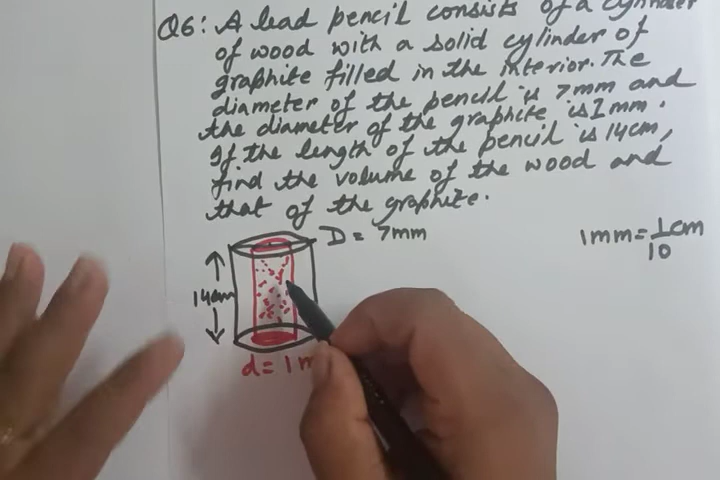 Q6: A lead pencil consists of a cylinder
of wood with a solid cylinder of
graphite filled in the interior. The
diameter of the pencil is 7mm and
the diameter of the graphite is 1mm.
If the length of the pencil is 14cm,
find the volume of the wood and
that of the graphite.
D = 7mm
1mm = 1/10 cm
14cm
d = 1 m